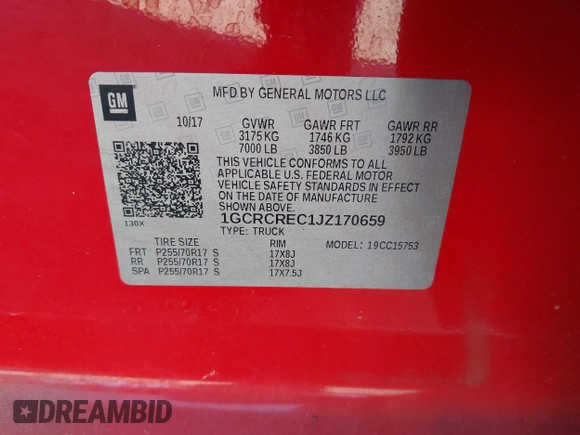 GM
MFD BY GENERAL MOTORS LLC
10/17 GVWR GAWR FRT GAWR RR
3175 KG 1746 KG 1792 KG
7000 LB 3850 LB 3950 LB
THIS VEHICLE CONFORMS TO ALL
APPLICABLE U.S. FEDERAL MOTOR
VEHICLE SAFETY STANDARDS IN EFFECT
ON THE DATE OF MANUFACTURE
SHOWN ABOVE.
1GCRCREC1JZ170659
130X TYPE: TRUCK
TIRE SIZE RIM MODEL: 19CC15753
FRT P255/70R17 S 17X8J
RR P255/70R17 S 17X8J
SPA P255/70R17 S 17X7.5J
DREAMBID